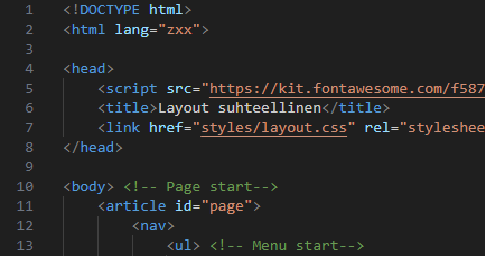 1 <!DOCTYPE html>
2 <html lang="zxx">
3
4 <head>
5 <script src="https://kit.fontawesome.com/f587
6 <title>Layout suhteellinen</title>
7 <link href="styles/layout.css" rel="styleshee
8 </head>
9
10 <body> <!-- Page start-->
11 <article id="page">
12 <nav>
13 <ul> <!-- Menu start-->